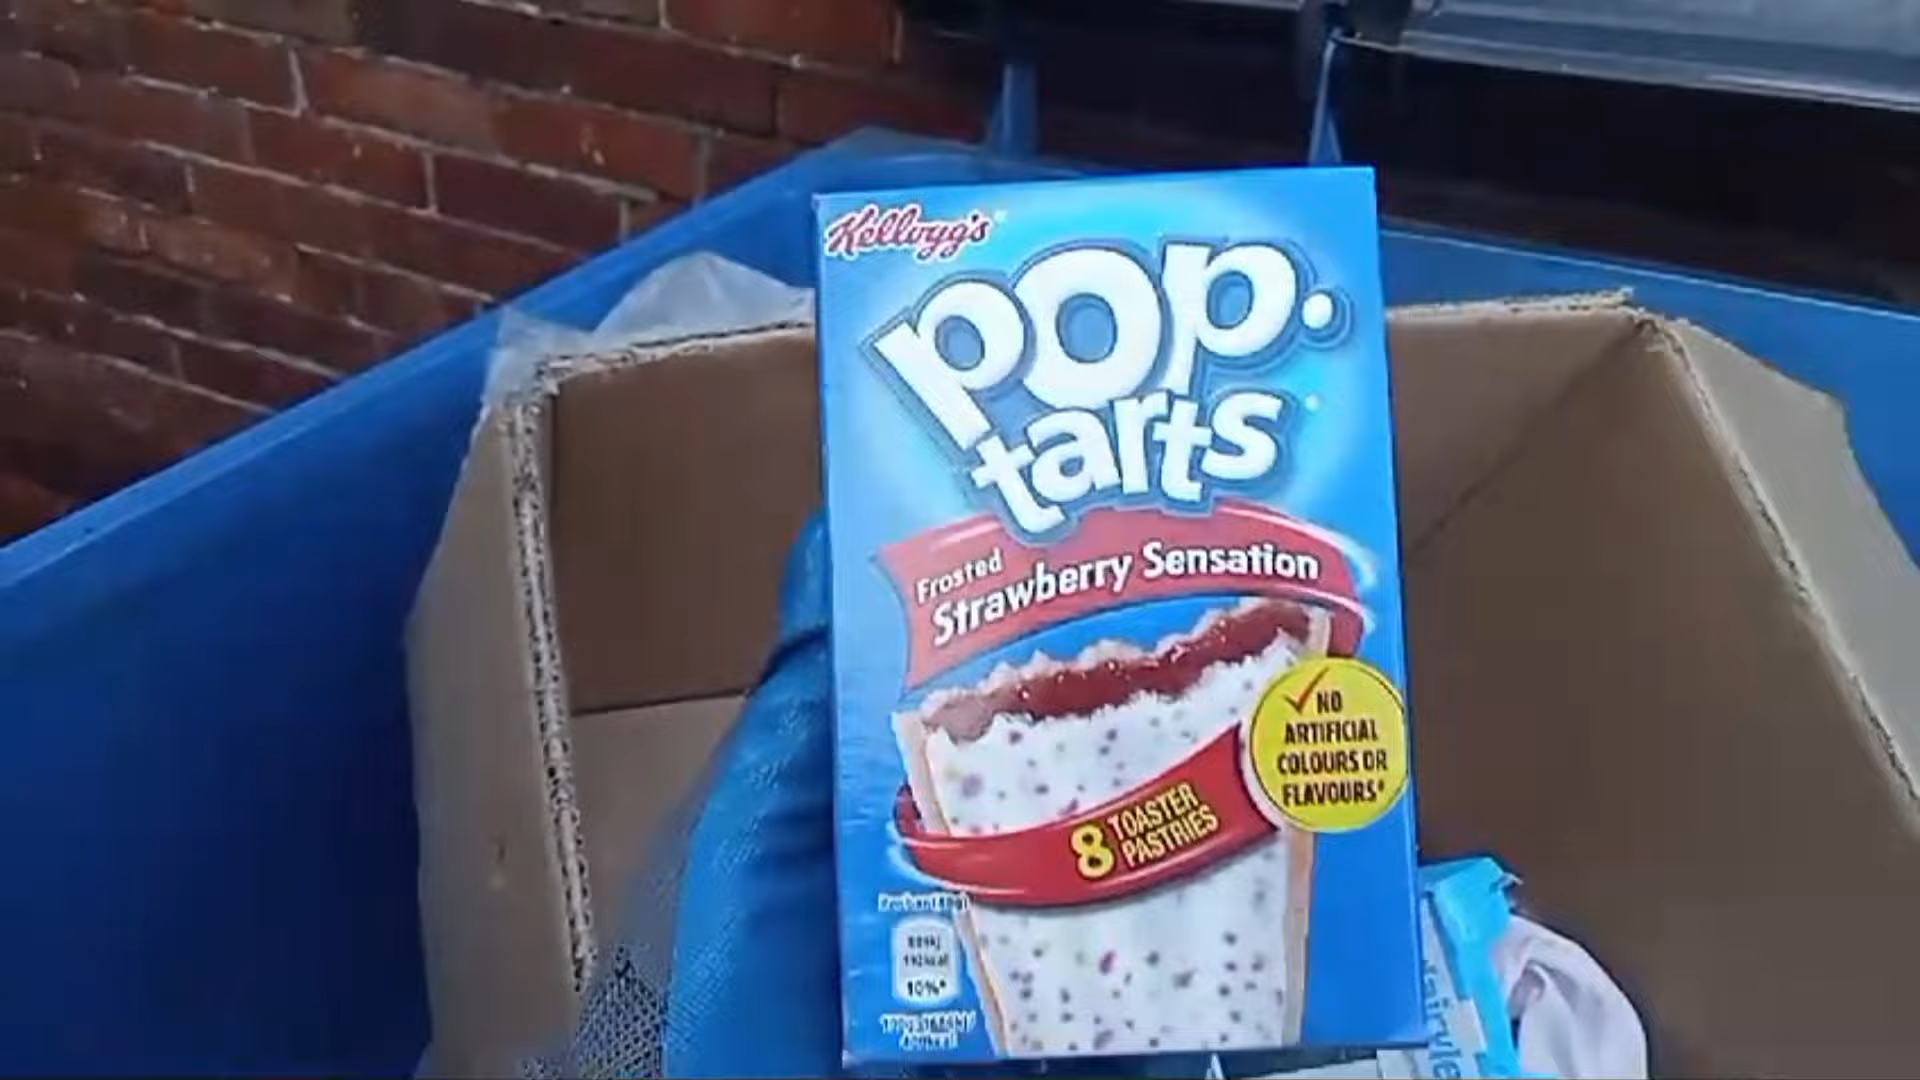 Kellogg's
pop.
tarts
Frosted
Strawberry Sensation
NO
ARTIFICIAL
COLOURS OR
FLAVOURS*
8 TOASTER
PASTRIES
10%*